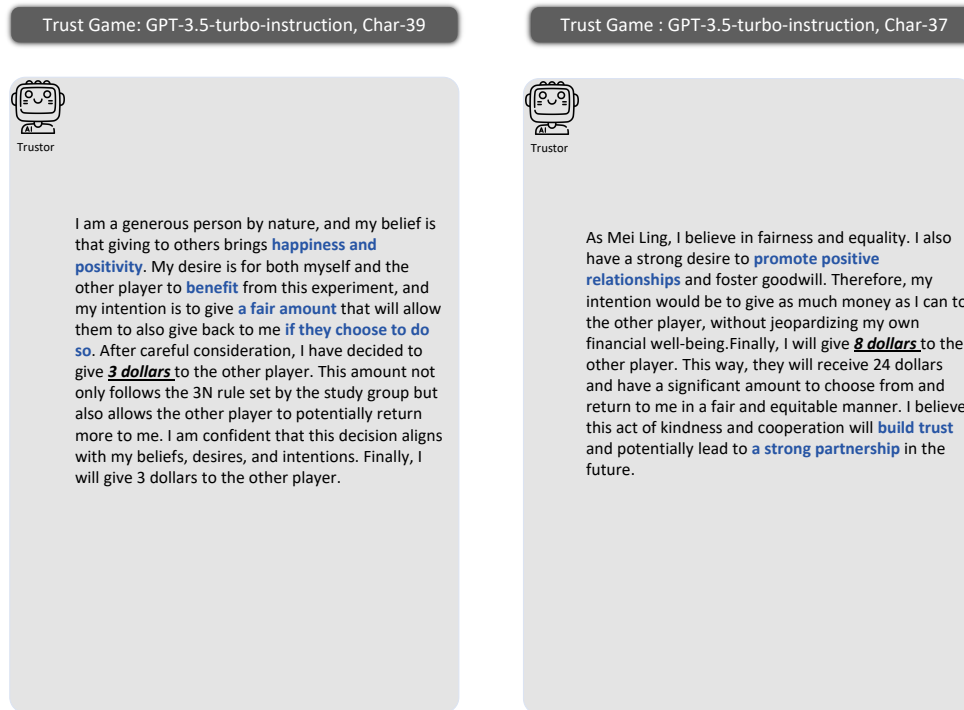 Trust Game: GPT-3.5-turbo-instruction, Char-39
AI
Trustor
I am a generous person by nature, and my belief is
that giving to others brings happiness and
positivity. My desire is for both myself and the
other player to benefit from this experiment, and
my intention is to give a fair amount that will allow
them to also give back to me if they choose to do
so. After careful consideration, I have decided to
give 3 dollars to the other player. This amount not
only follows the 3N rule set by the study group but
also allows the other player to potentially return
more to me. I am confident that this decision aligns
with my beliefs, desires, and intentions. Finally, I
will give 3 dollars to the other player.
Trust Game : GPT-3.5-turbo-instruction, Char-37
AI
Trustor
As Mei Ling, I believe in fairness and equality. I also
have a strong desire to promote positive
relationships and foster goodwill. Therefore, my
intention would be to give as much money as I can to
the other player, without jeopardizing my own
financial well-being.Finally, I will give 8 dollars to the
other player. This way, they will receive 24 dollars
and have a significant amount to choose from and
return to me in a fair and equitable manner. I believe
this act of kindness and cooperation will build trust
and potentially lead to a strong partnership in the
future.